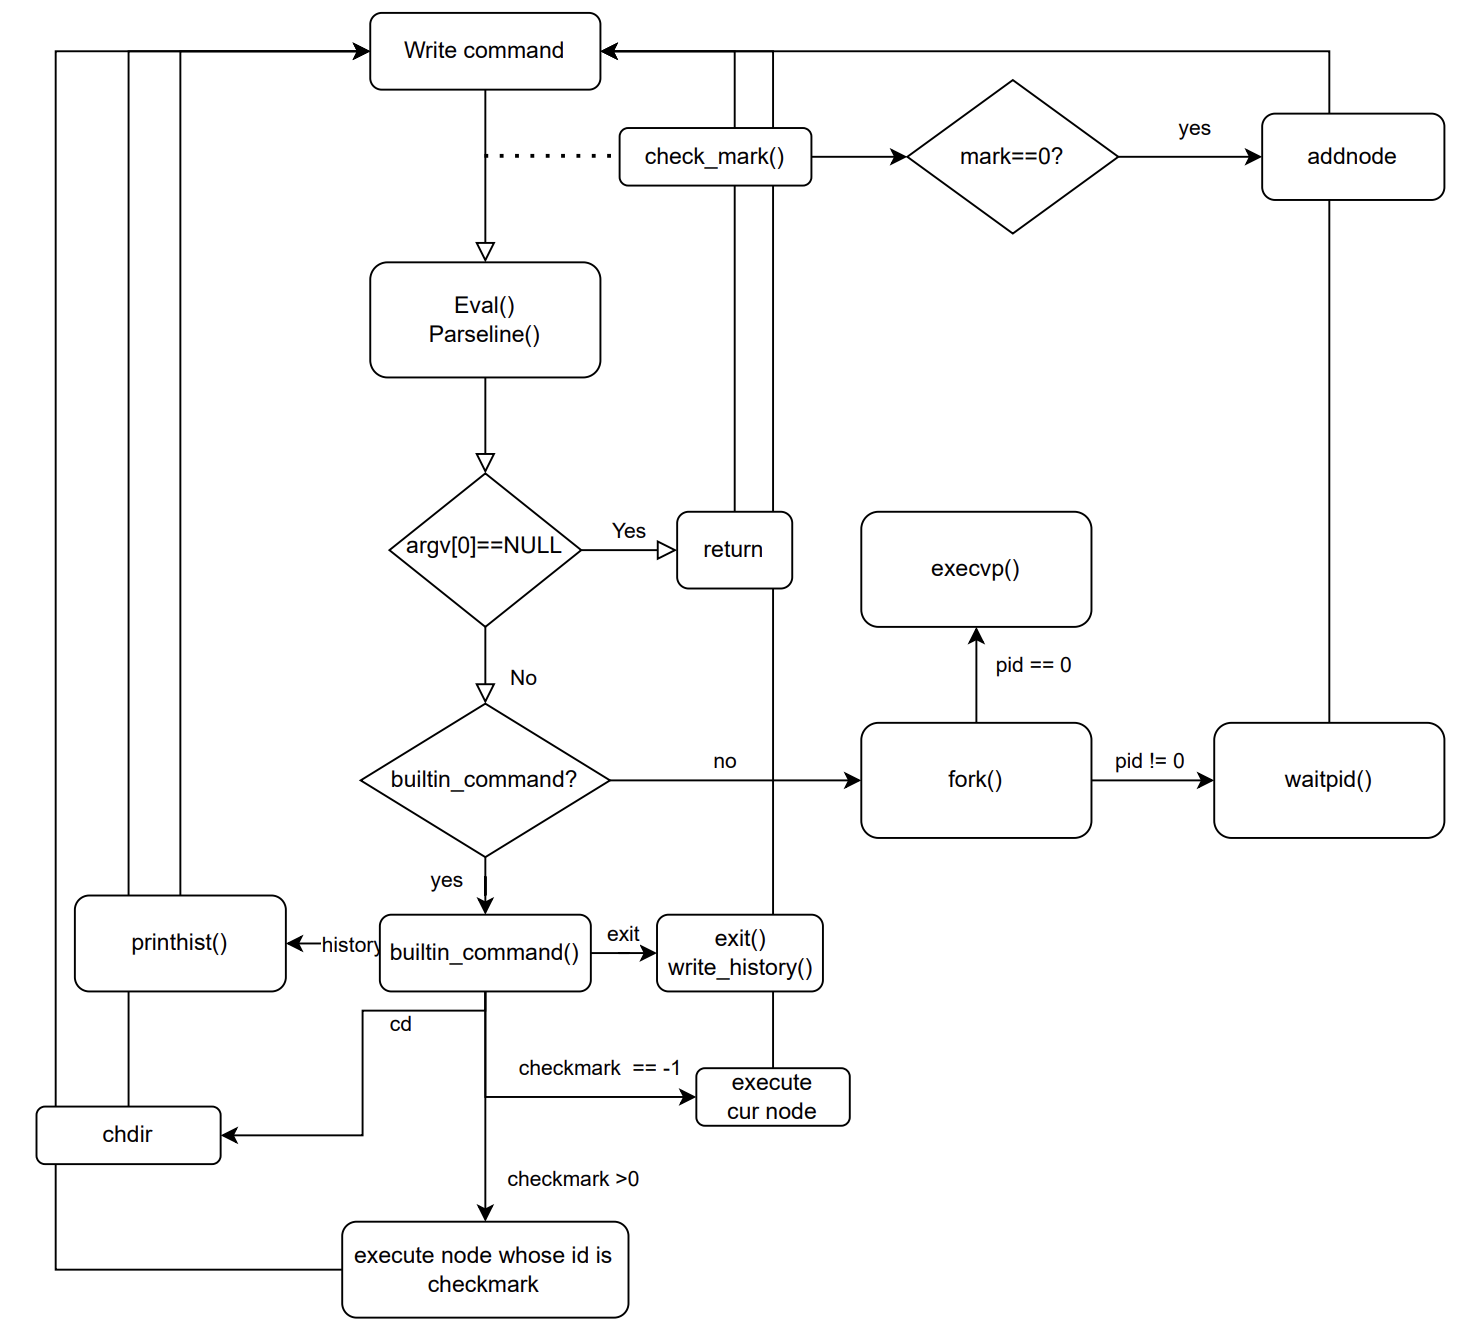 Write command
check_mark()
mark==0?
yes
addnode
Eval()
Parseline()
argv[0]==NULL
Yes
return
execvp()
pid == 0
No
builtin_command?
no
fork()
pid != 0
waitpid()
yes
printhist()
history
builtin_command()
exit
exit()
write_history()
cd
checkmark  == -1
execute
cur node
chdir
checkmark >0
execute node whose id is
checkmark